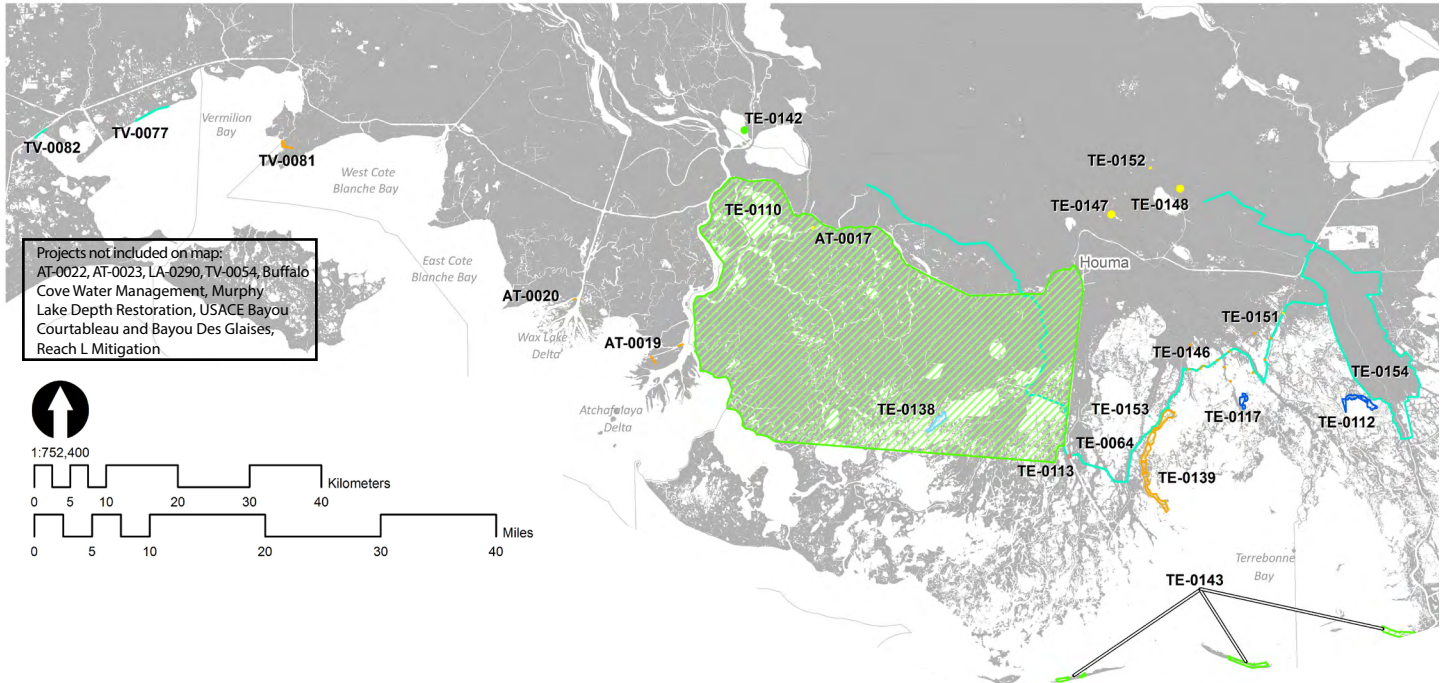 TE-0142
TV-0077
Vermilion
Bay
TV-0082
TV-0081
TE-0152
West Cote
Blanche Bay
TE-0147
TE-0148
TE-0110
AT-0017
Projects not included on map:
AT-0022, AT-0023, LA-0290, TV-0054, Buffalo
Cove Water Management, Murphy
Lake Depth Restoration, USACE Bayou
Courtableau and Bayou Des Glaises,
Reach L Mitigation
East Cote
Blanche Bay
Houma
AT-0020
TE-0151
Wax Lake
Delta
AT-0019
TE-0146
TE-0154
Atchafalaya
Delta
TE-0138
TE-0153
TE-0117
TE-0112
TE-0064
TE-0113
TE-0139
1:752,400
Kilometers
0 5 10 20 30 40
Miles
0 5 10 20 30 40
Terrebonne
Bay
TE-0143